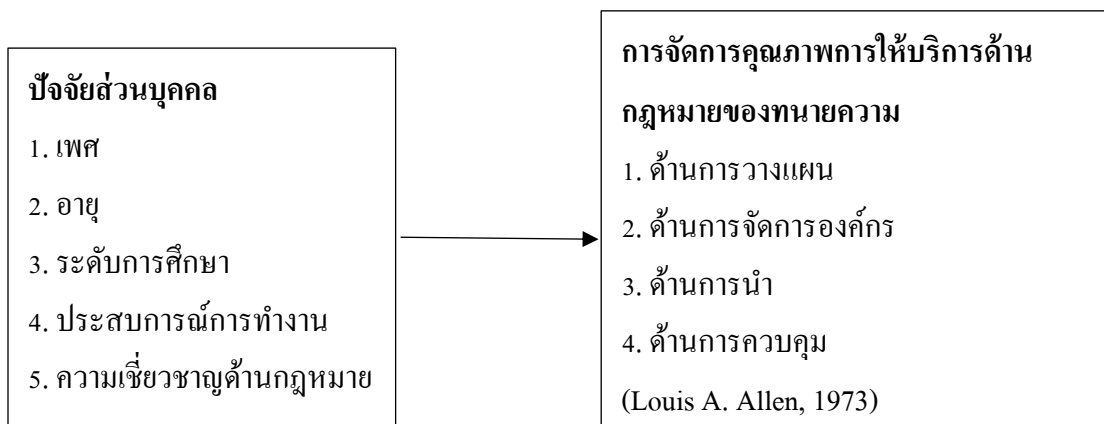 ปัจจัยส่วนบุคคล
1. เพศ
2. อายุ
3. ระดับการศึกษา
4. ประสบการณ์การทำงาน
5. ความเชี่ยวชาญด้านกฎหมาย
การจัดการคุณภาพการให้บริการด้าน
กฎหมายของทนายความ
1. ด้านการวางแผน
2. ด้านการจัดการองค์กร
3. ด้านการนำ
4. ด้านการควบคุม
(Louis A. Allen, 1973)